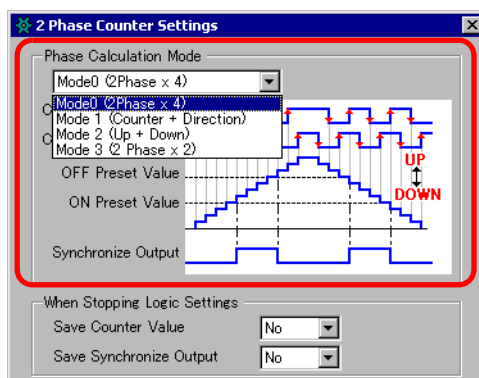 2 Phase Counter Settings
Phase Calculation Mode
Mode0 (2Phase x 4)
Mode0 (2Phase x 4)
Mode 1 (Counter + Direction)
Mode 2 (Up + Down)
Mode 3 (2 Phase x 2)
C
C
UP
OFF Preset Value
DOWN
ON Preset Value
Synchronize Output
When Stopping Logic Settings
Save Counter Value No
Save Synchronize Output No